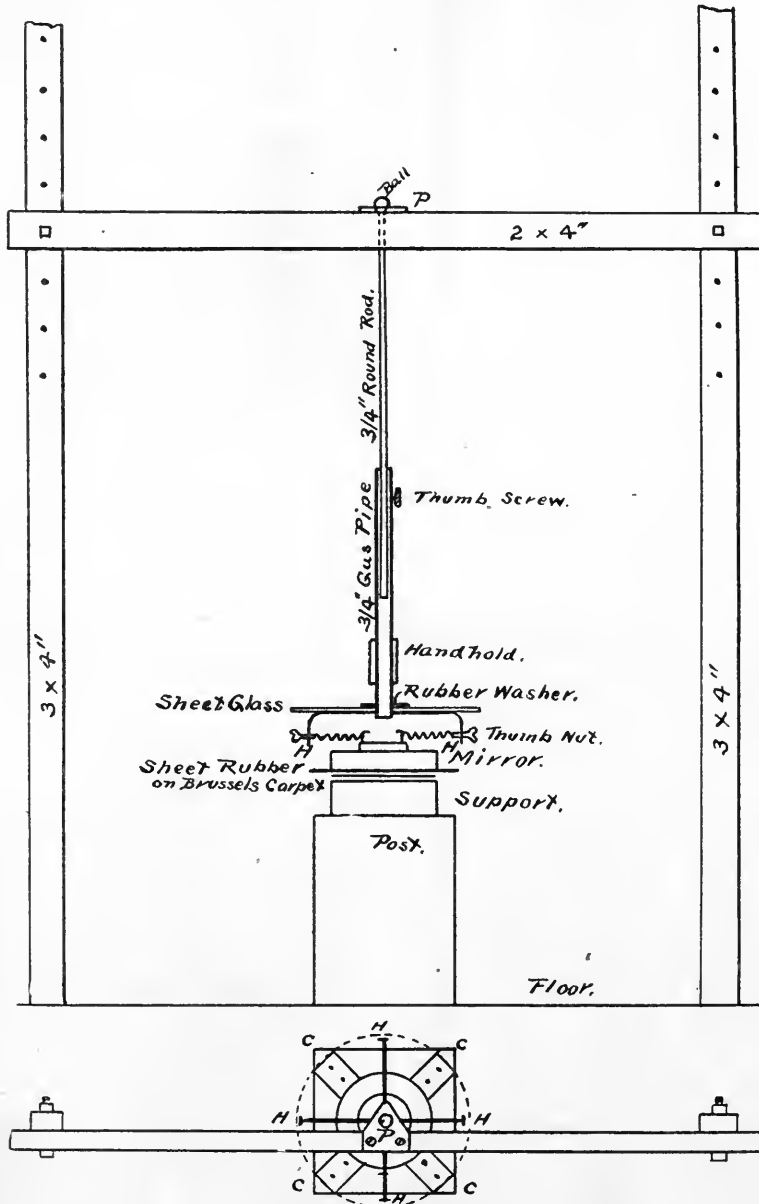 Ball
P
2 x 4"
3/4" Round Rod.
Thumb Screw.
3/4" Gas Pipe
Handhold.
Rubber Washer.
Sheet Glass
Thumb Nut.
H
H
Mirror.
Sheet Rubber
on Brussels Carpet
Support.
3 x 4"
3 x 4"
Post.
Floor.
H
C
C
H
H
P
C
C
H